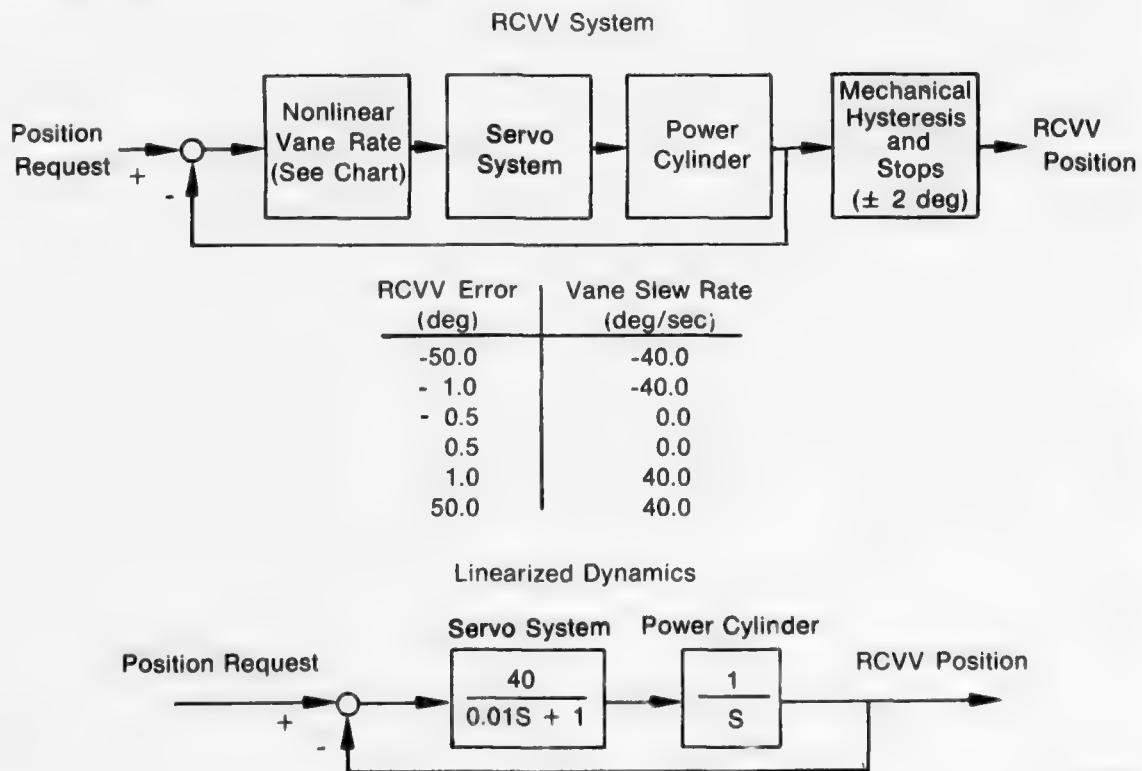 RCVV System
Position
Request
+
-
Nonlinear
Vane Rate
(See Chart)
Servo
System
Power
Cylinder
Mechanical
Hysteresis
and
Stops
(± 2 deg)
RCVV
Position
RCVV Error Vane Slew Rate
(deg) (deg/sec)
-50.0 -40.0
- 1.0 -40.0
- 0.5 0.0
0.5 0.0
1.0 40.0
50.0 40.0
Linearized Dynamics
Servo System Power Cylinder
Position Request
+
-
40
0.01S + 1
1
S
RCVV Position